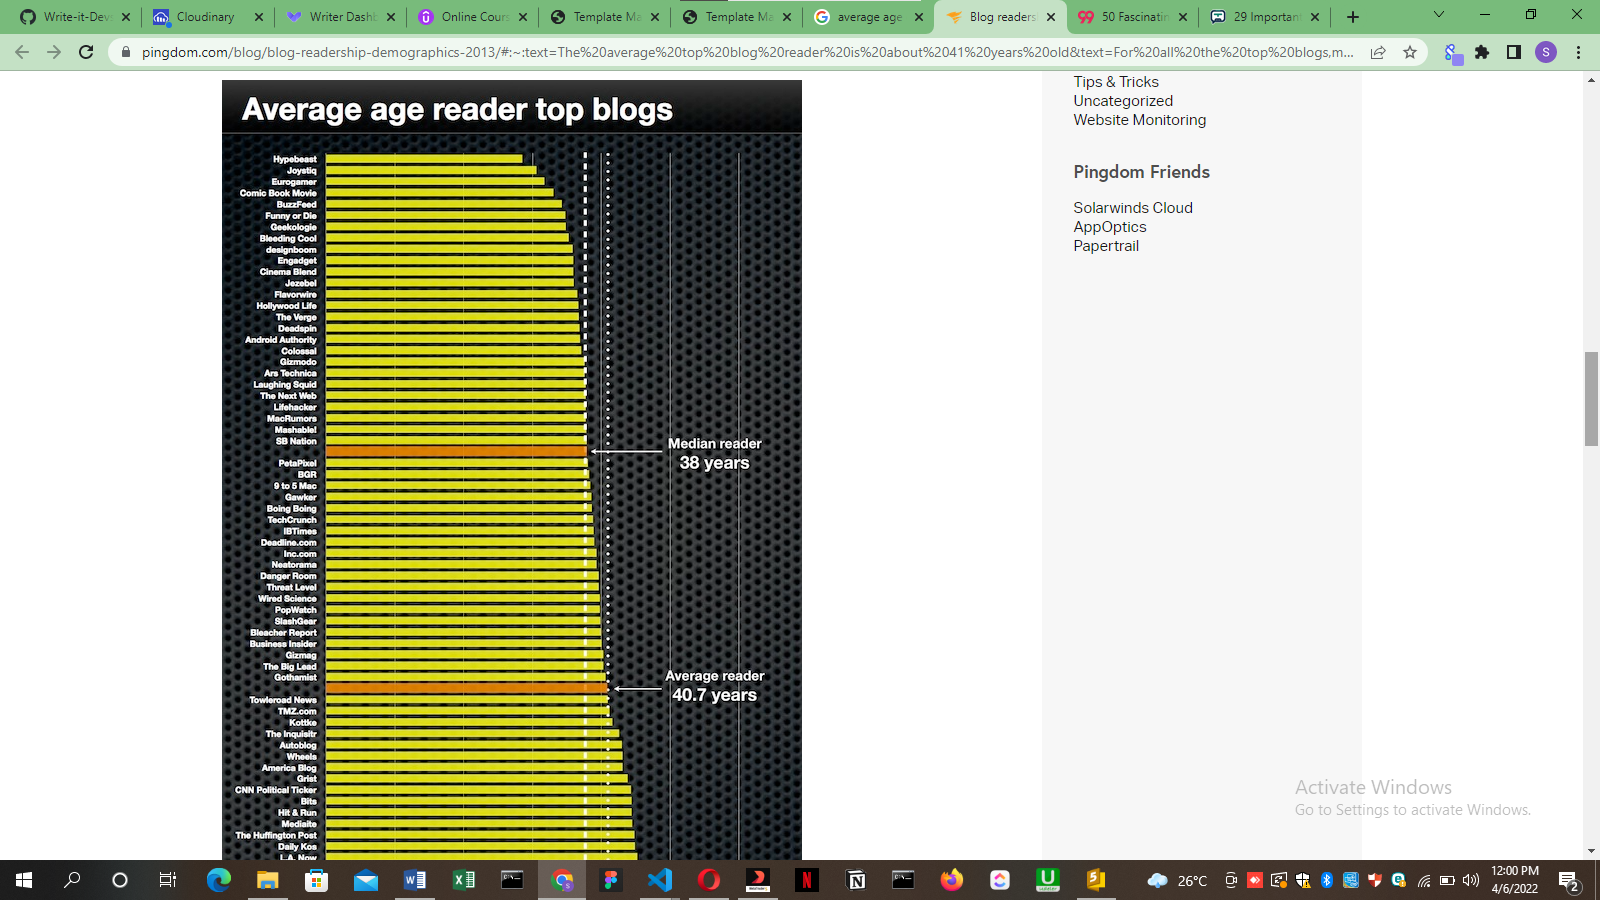 Write-it-Dev
Cloudinary
Writer Dashb
Online Cours
Template Ma
Template Ma
average age
Blog readers
50 Fascinatin
29 Important
pingdom.com/blog/blog-readership-demographics-2013/#:~:text=The%20average%20top%20blog%20reader%20is%20about%2041%20years%20old&text=For%20all%20the%20top%20blogs,m...
S
Average age reader top blogs
Hypebeast
Joystiq
Eurogamer
Comic Book Movie
BuzzFeed
Funny or Die
Geekologie
Bleeding Cool
designboom
Engadget
Cinema Blend
Jezebel
Flavorwire
Hollywood Life
The Verge
Deadspin
Android Authority
Colossal
Gizmodo
Ars Technica
Laughing Squid
The Next Web
Lifehacker
MacRumors
Mashable!
SB Nation
Median reader
38 years
PetaPixel
BGR
9 to 5 Mac
Gawker
Boing Boing
TechCrunch
IBTimes
Deadline.com
Inc.com
Neatorama
Danger Room
Threat Level
Wired Science
PopWatch
SlashGear
Bleacher Report
Business Insider
Gizmag
The Big Lead
Gothamist
Average reader
40.7 years
Towleroad News
TMZ.com
Kottke
The Inquisitr
Autoblog
Wheels
America Blog
Grist
CNN Political Ticker
Bits
Hit & Run
Mediaite
The Huffington Post
Daily Kos
L.A. Now
Tips & Tricks
Uncategorized
Website Monitoring
Pingdom Friends
Solarwinds Cloud
AppOptics
Papertrail
Activate Windows
Go to Settings to activate Windows.
26°C
12:00 PM
4/6/2022
2